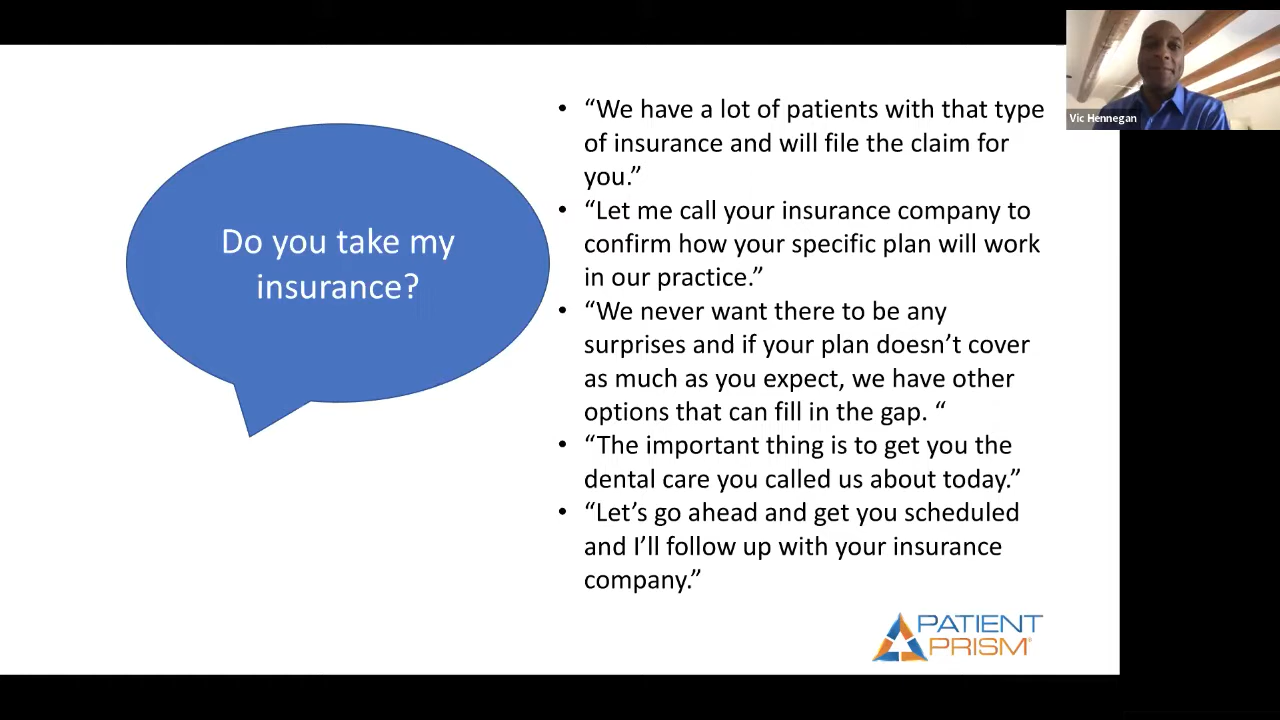 Do you take my
insurance?
• “We have a lot of patients with that type
of insurance and will file the claim for
you.”
• “Let me call your insurance company to
confirm how your specific plan will work
in our practice.”
• “We never want there to be any
surprises and if your plan doesn’t cover
as much as you expect, we have other
options that can fill in the gap. “
• “The important thing is to get you the
dental care you called us about today.”
• “Let’s go ahead and get you scheduled
and I’ll follow up with your insurance
company.”
PATIENT
PRISM®
Vic Hennegan